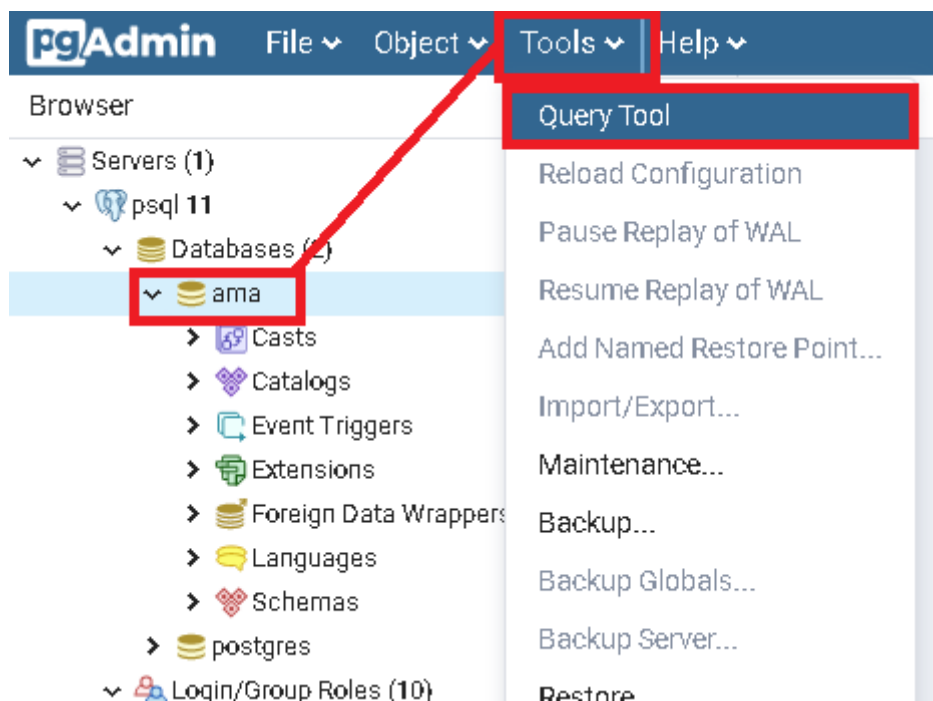 pgAdmin File Object Tools Help
Browser
Servers (1)
psql 11
Databases (2)
ama
Casts
Catalogs
Event Triggers
Extensions
Foreign Data Wrappers
Languages
Schemas
postgres
Login/Group Roles (10)
Query Tool
Reload Configuration
Pause Replay of WAL
Resume Replay of WAL
Add Named Restore Point...
Import/Export...
Maintenance...
Backup...
Backup Globals...
Backup Server...
Restore